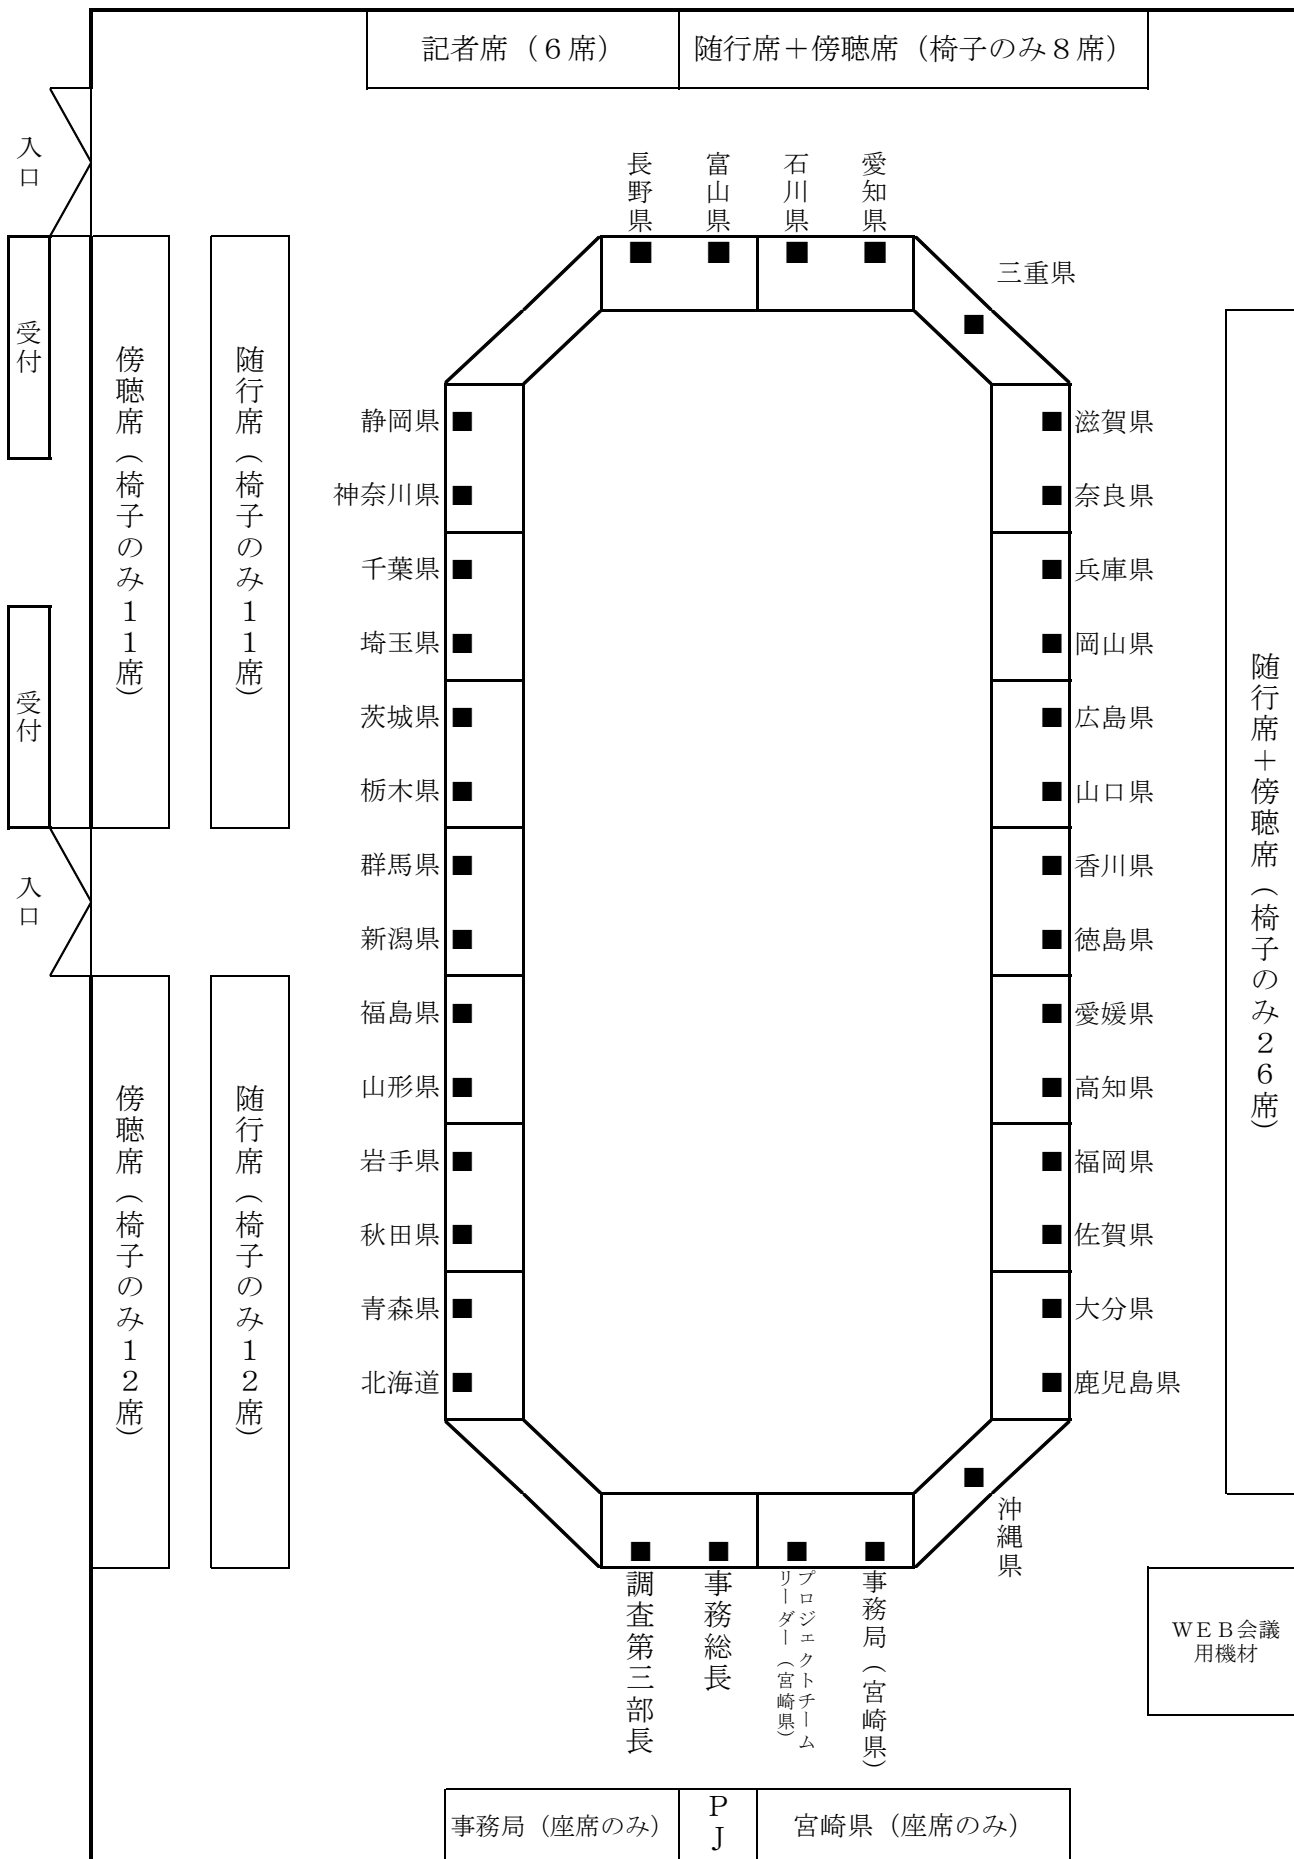 記者席（６席）
随行席＋傍聴席（椅子のみ８席）
入口
受付
傍聴席（椅子のみ１１席）
随行席（椅子のみ１１席）
受付
入口
傍聴席（椅子のみ１２席）
随行席（椅子のみ１２席）
長野県
富山県
石川県
愛知県
三重県
静岡県
神奈川県
千葉県
埼玉県
茨城県
栃木県
群馬県
新潟県
福島県
山形県
岩手県
秋田県
青森県
北海道
滋賀県
奈良県
兵庫県
岡山県
広島県
山口県
香川県
徳島県
愛媛県
高知県
福岡県
佐賀県
大分県
鹿児島県
沖縄県
随行席＋傍聴席（椅子のみ２６席）
調査第三部長
事務総長
プロジェクトチーム
リーダー（宮崎県）
事務局（宮崎県）
ＷＥＢ会議
用機材
事務局（座席のみ）
ＰＪ
宮崎県（座席のみ）